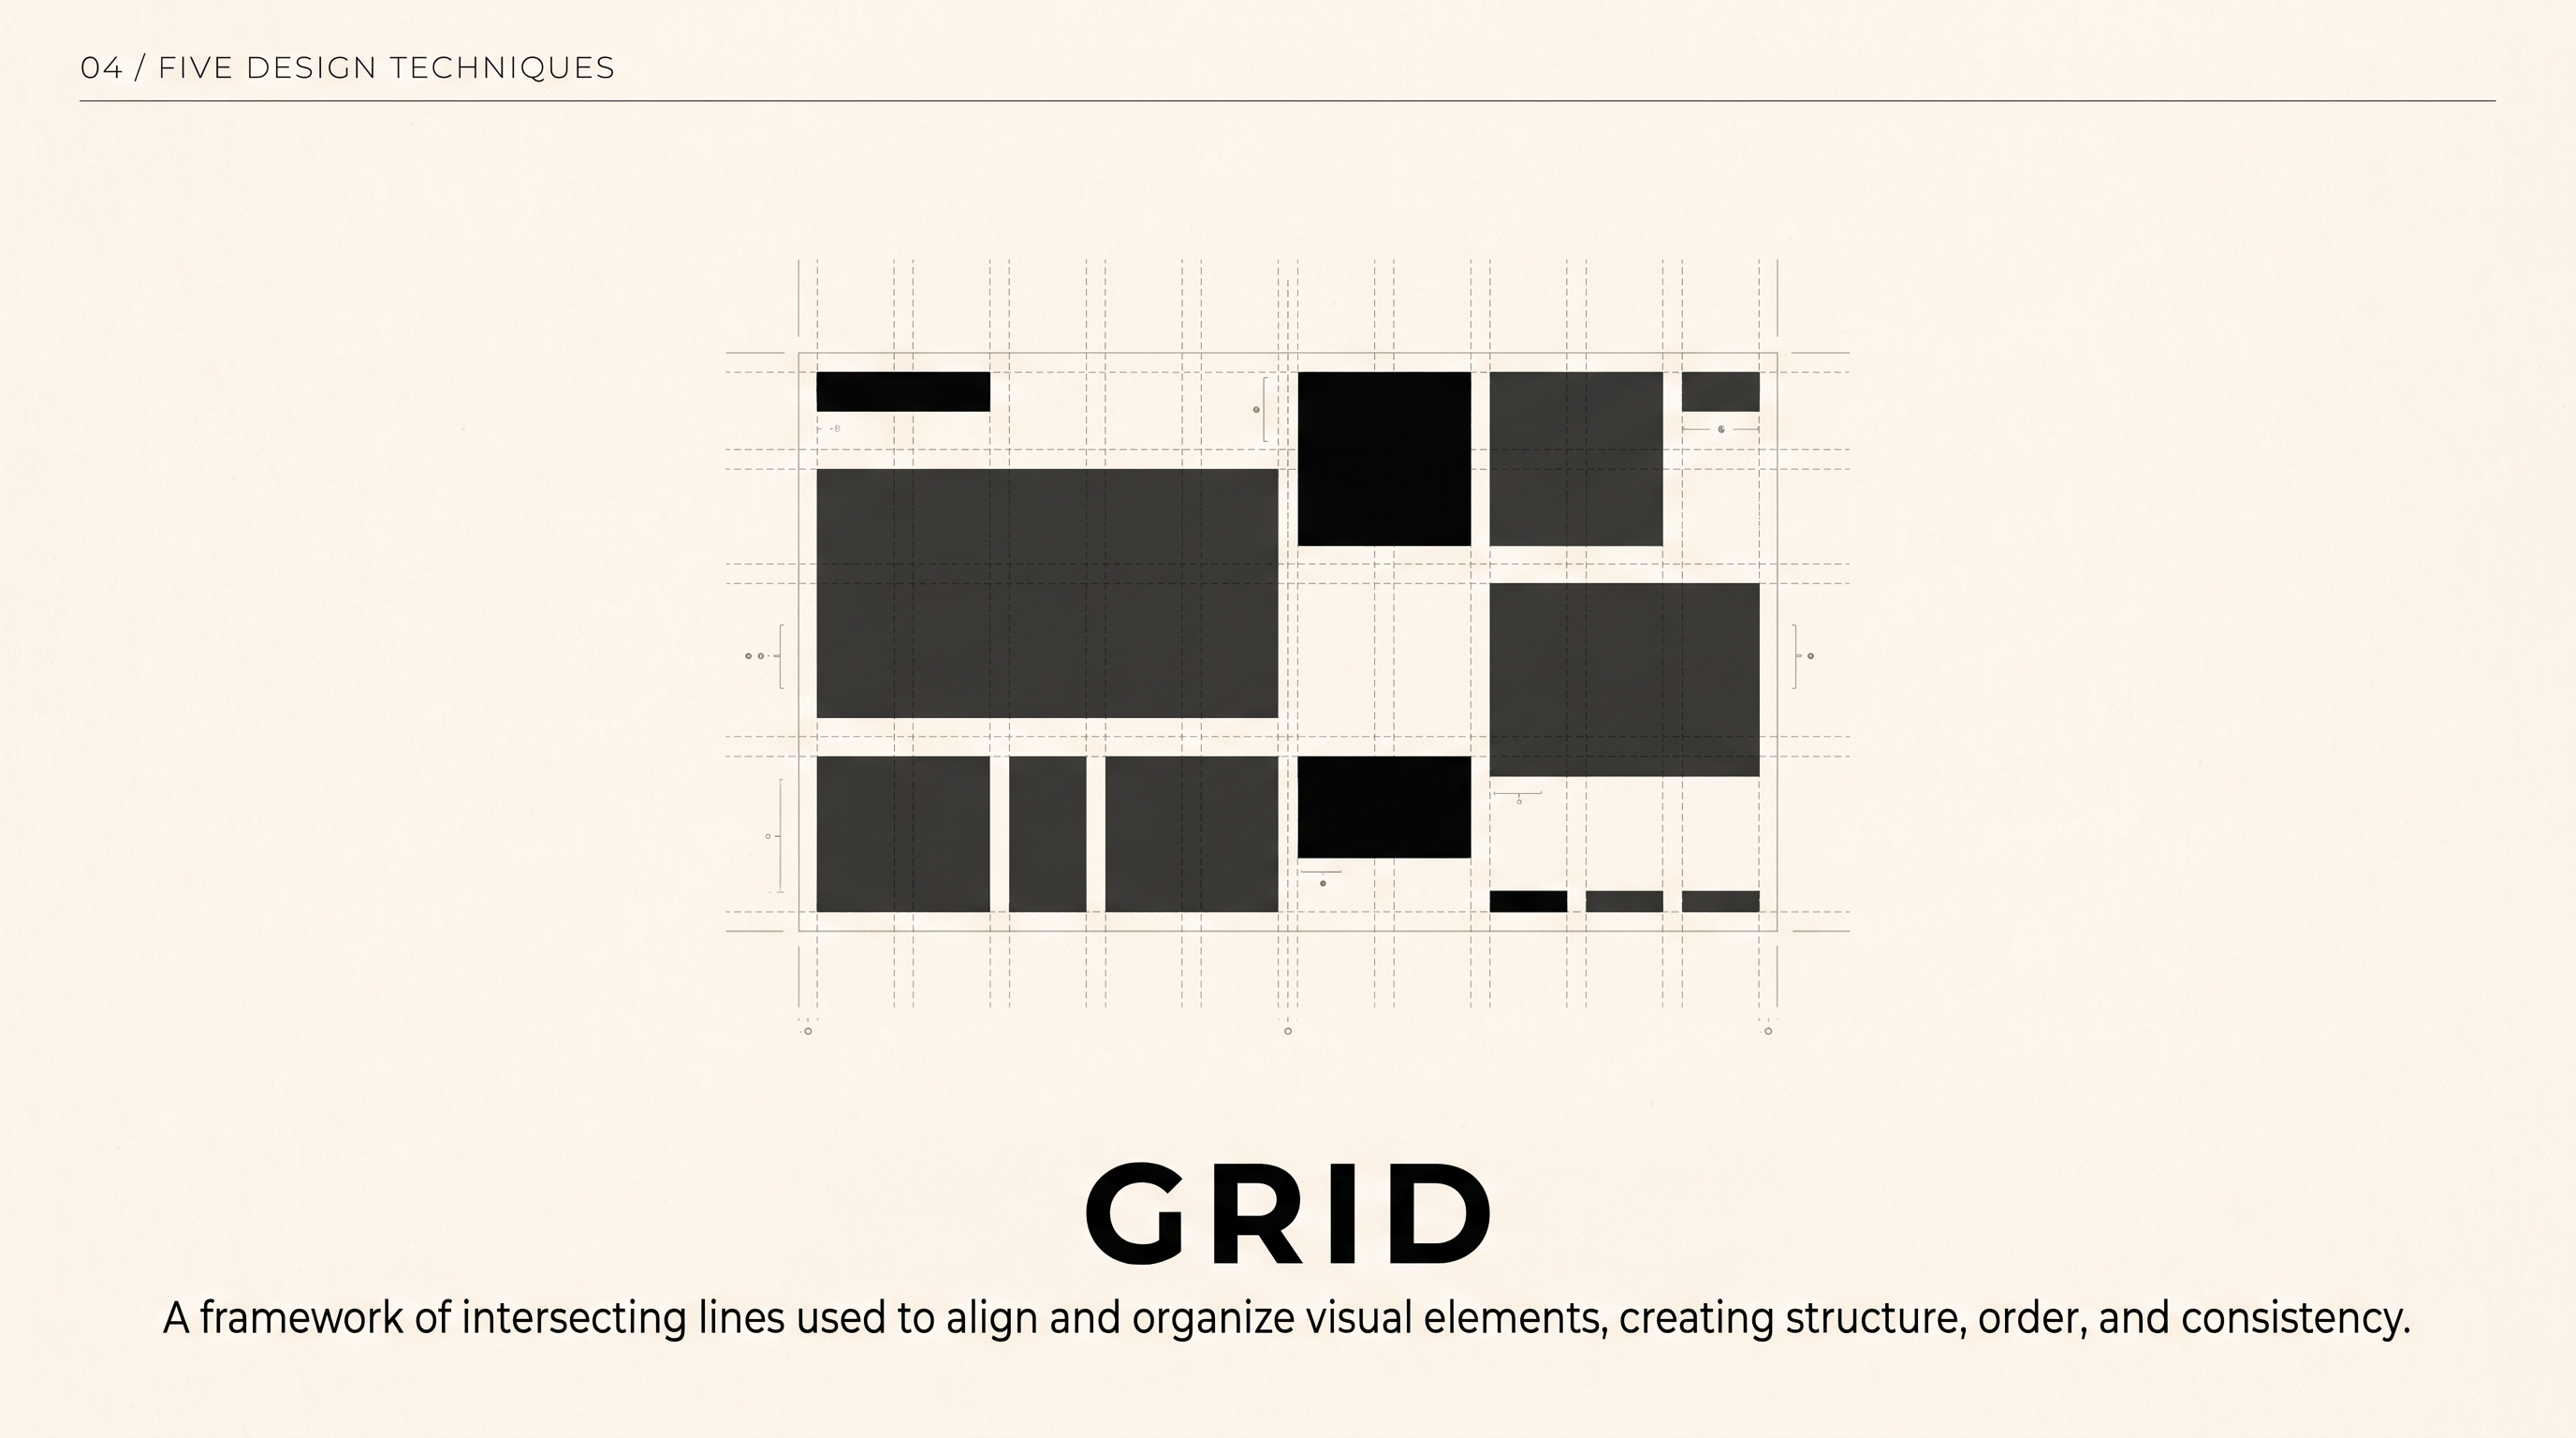 04 / FIVE DESIGN TECHNIQUES
GRID
A framework of intersecting lines used to align and organize visual elements, creating structure, order, and consistency.